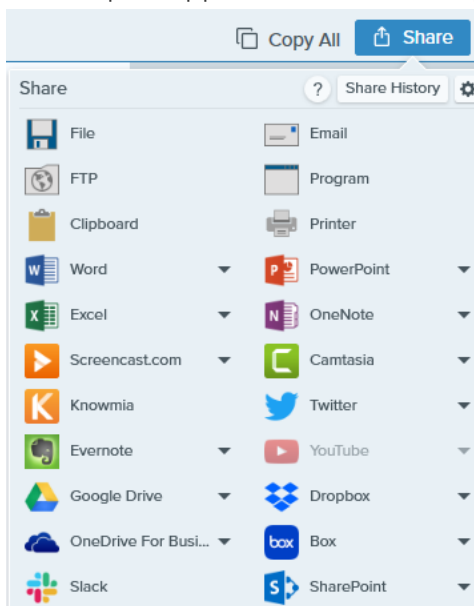 Copy All Share
Share ? Share History
File Email
FTP Program
Clipboard Printer
Word PowerPoint
Excel OneNote
Screencast.com Camtasia
Knowmia Twitter
Evernote YouTube
Google Drive Dropbox
OneDrive For Busi... box Box
Slack SharePoint